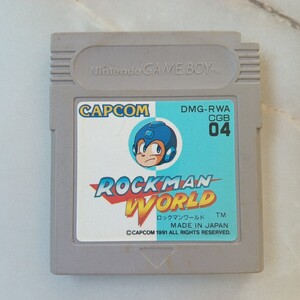 Nintendo GAME BOY™
CAPCOM
DMG-RWA
CGB
04
ROCKMAN
WORLD
TM
ロックマンワールド
MADE IN JAPAN
©CAPCOM 1991 ALL RIGHTS RESERVED.